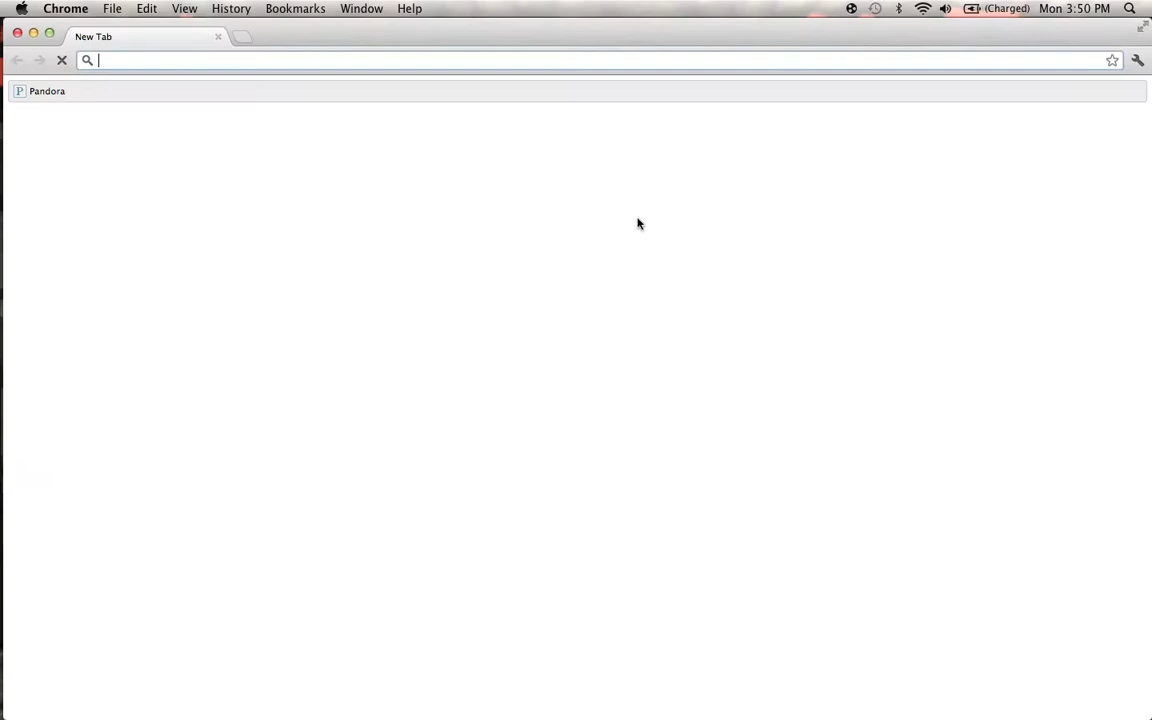 Chrome File Edit View History Bookmarks Window Help (Charged) Mon 3:50 PM
New Tab
P Pandora